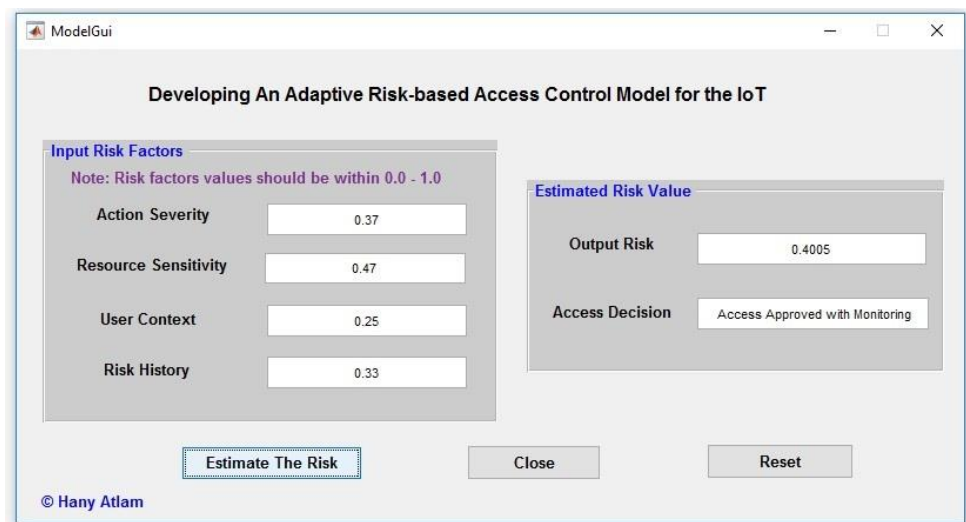 ModelGui
Developing An Adaptive Risk-based Access Control Model for the IoT
Input Risk Factors
Note: Risk factors values should be within 0.0 - 1.0
Action Severity 0.37
Resource Sensitivity 0.47
User Context 0.25
Risk History 0.33
Estimated Risk Value
Output Risk 0.4005
Access Decision Access Approved with Monitoring
Estimate The Risk Close Reset
© Hany Atlam